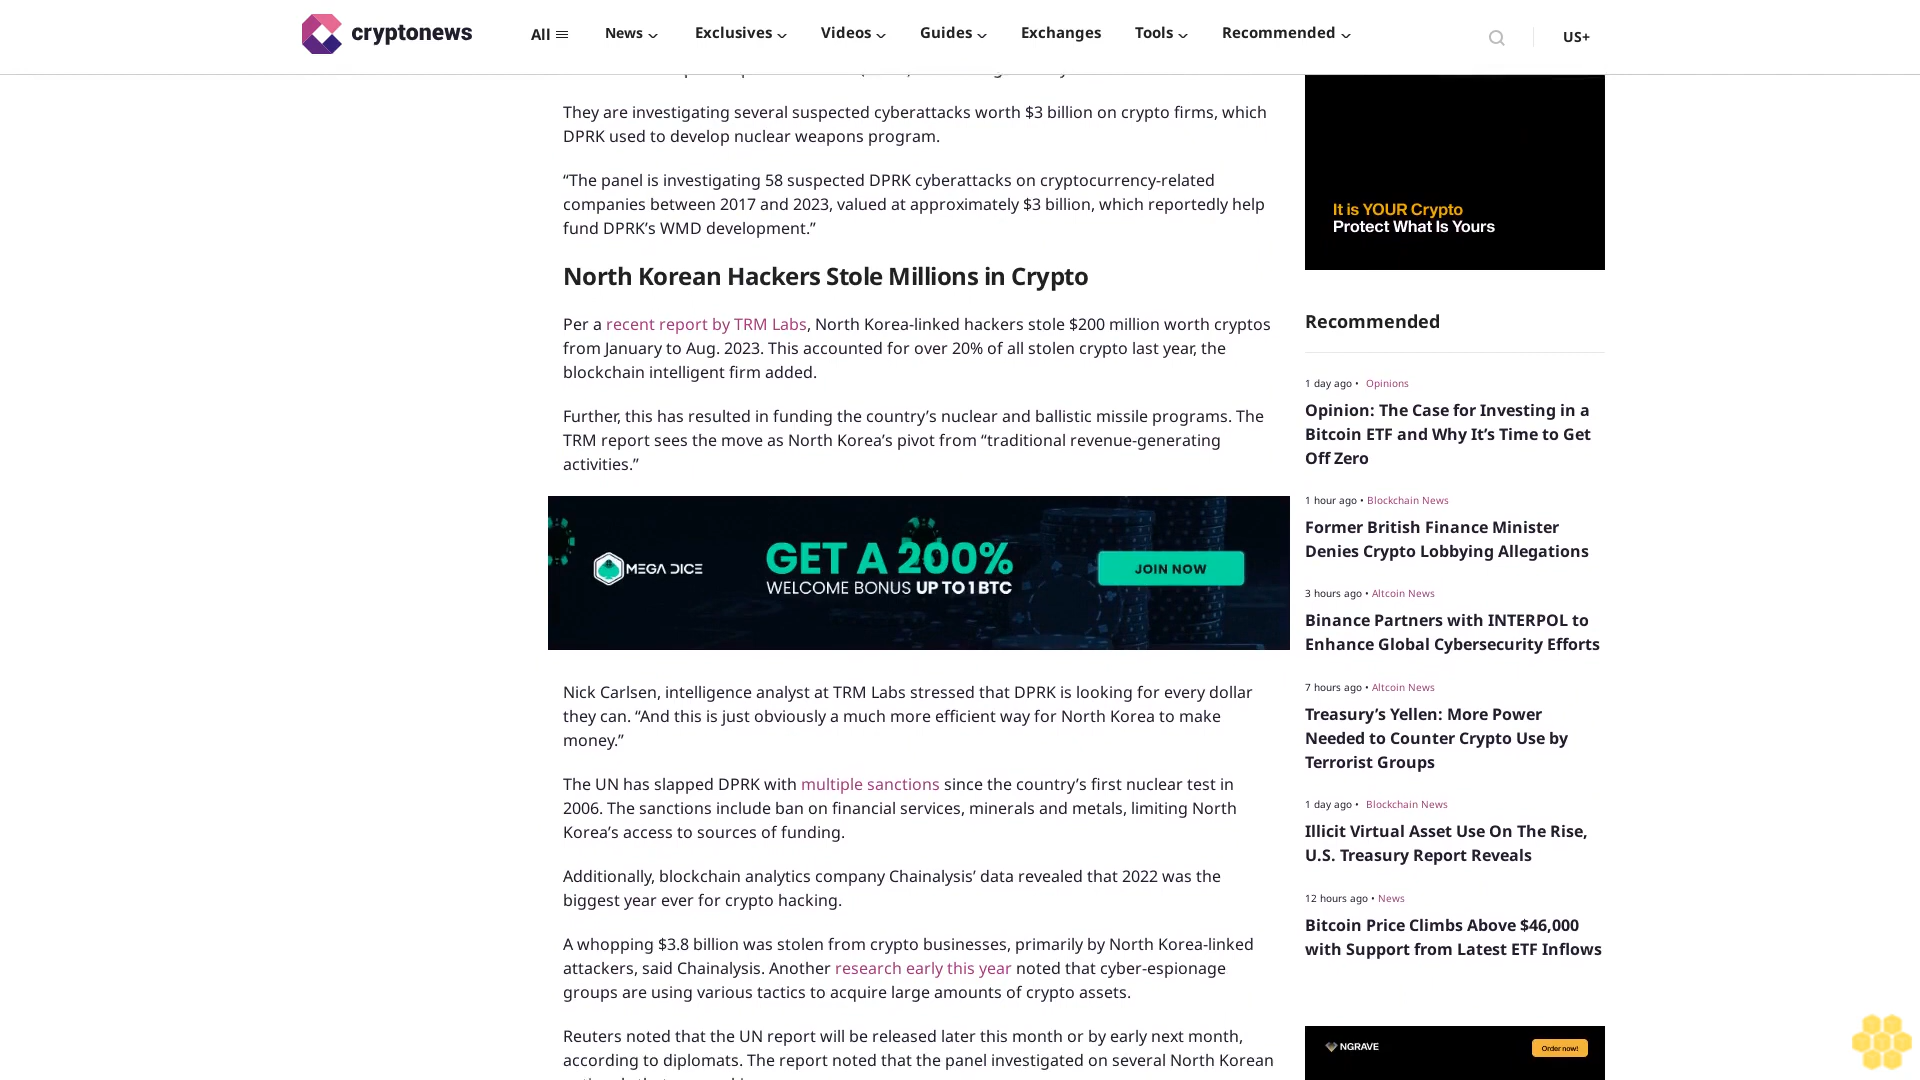 cryptonews
All
News
Exclusives
Videos
Guides
Exchanges
Tools
Recommended
US+
They are investigating several suspected cyberattacks worth $3 billion on crypto firms, which
DPRK used to develop nuclear weapons program.
“The panel is investigating 58 suspected DPRK cyberattacks on cryptocurrency-related
companies between 2017 and 2023, valued at approximately $3 billion, which reportedly help
fund DPRK’s WMD development.”
North Korean Hackers Stole Millions in Crypto
Per a recent report by TRM Labs, North Korea-linked hackers stole $200 million worth cryptos
from January to Aug. 2023. This accounted for over 20% of all stolen crypto last year, the
blockchain intelligent firm added.
Further, this has resulted in funding the country’s nuclear and ballistic missile programs. The
TRM report sees the move as North Korea’s pivot from “traditional revenue-generating
activities.”
MEGA DICE
GET A 200%
WELCOME BONUS UP TO 1 BTC
JOIN NOW
Nick Carlsen, intelligence analyst at TRM Labs stressed that DPRK is looking for every dollar
they can. “And this is just obviously a much more efficient way for North Korea to make
money.”
The UN has slapped DPRK with multiple sanctions since the country’s first nuclear test in
2006. The sanctions include ban on financial services, minerals and metals, limiting North
Korea’s access to sources of funding.
Additionally, blockchain analytics company Chainalysis’ data revealed that 2022 was the
biggest year ever for crypto hacking.
A whopping $3.8 billion was stolen from crypto businesses, primarily by North Korea-linked
attackers, said Chainalysis. Another research early this year noted that cyber-espionage
groups are using various tactics to acquire large amounts of crypto assets.
Reuters noted that the UN report will be released later this month or by early next month,
according to diplomats. The report noted that the panel investigated on several North Korean
It is YOUR Crypto
Protect What Is Yours
Recommended
1 day ago • Opinions
Opinion: The Case for Investing in a
Bitcoin ETF and Why It’s Time to Get
Off Zero
1 hour ago • Blockchain News
Former British Finance Minister
Denies Crypto Lobbying Allegations
3 hours ago • Altcoin News
Binance Partners with INTERPOL to
Enhance Global Cybersecurity Efforts
7 hours ago • Altcoin News
Treasury’s Yellen: More Power
Needed to Counter Crypto Use by
Terrorist Groups
1 day ago • Blockchain News
Illicit Virtual Asset Use On The Rise,
U.S. Treasury Report Reveals
12 hours ago • News
Bitcoin Price Climbs Above $46,000
with Support from Latest ETF Inflows
NGRAVE
Order now!